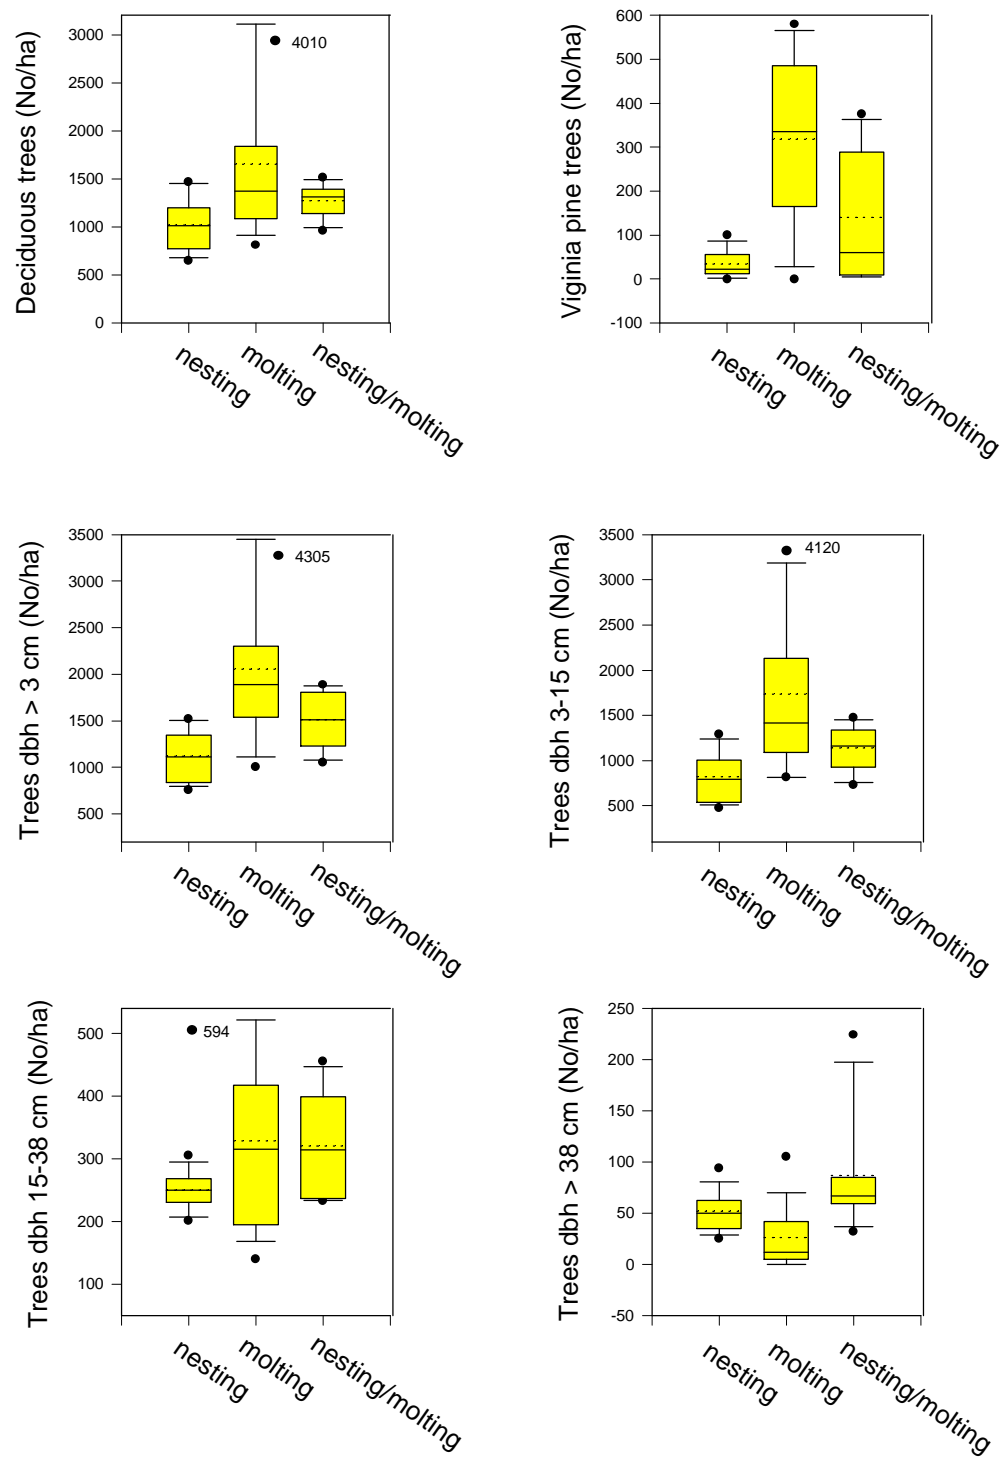 Deciduous trees (No/ha)
3000
2500
2000
1500
1000
500
0
4010
nesting
molting
nesting/molting
Viginia pine trees (No/ha)
600
500
400
300
200
100
0
-100
nesting
molting
nesting/molting
Trees dbh > 3 cm (No/ha)
3500
3000
2500
2000
1500
1000
500
4305
nesting
molting
nesting/molting
Trees dbh 3-15 cm (No/ha)
3500
3000
2500
2000
1500
1000
500
4120
nesting
molting
nesting/molting
Trees dbh 15-38 cm (No/ha)
500
400
300
200
100
594
nesting
molting
nesting/molting
Trees dbh > 38 cm (No/ha)
250
200
150
100
50
0
-50
nesting
molting
nesting/molting